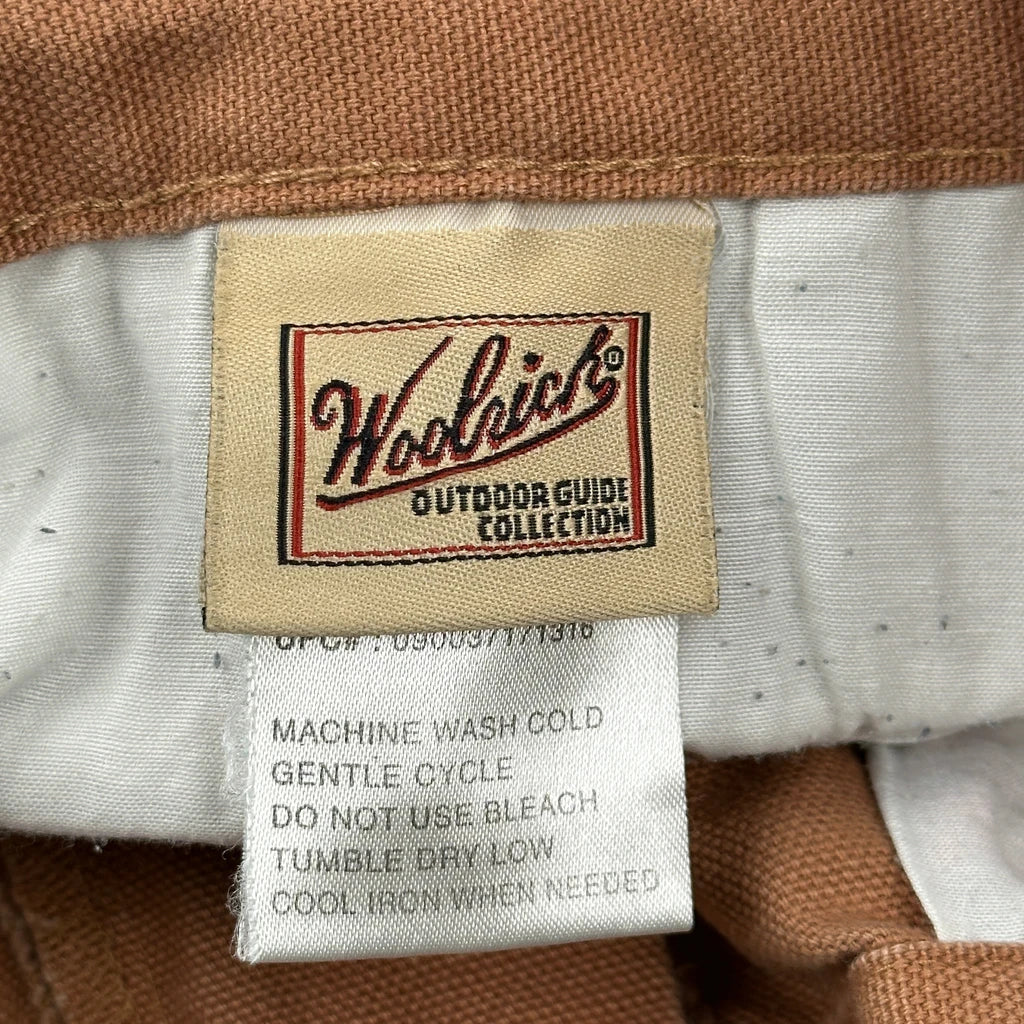 Woolrich®
OUTDOOR GUIDE
COLLECTION
MACHINE WASH COLD
GENTLE CYCLE
DO NOT USE BLEACH
TUMBLE DRY LOW
COOL IRON WHEN NEEDED